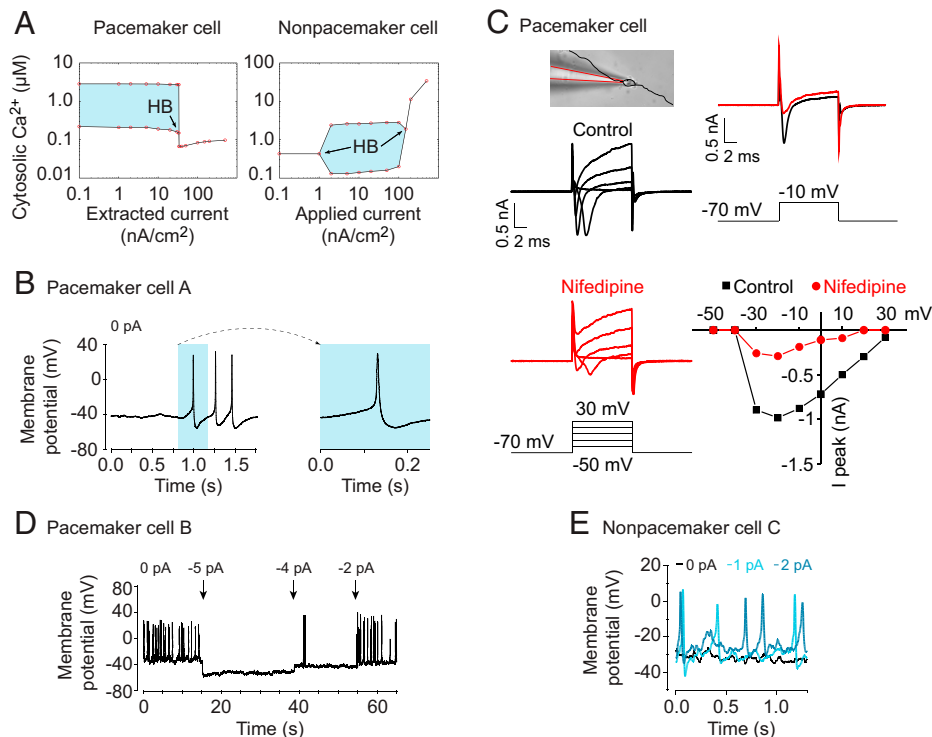 A
Pacemaker cell
Nonpacemaker cell
Cytosolic Ca2+ (µM)
10
1.0
0.1
0.01
HB
0.1
1.0
10
100
Extracted current
(nA/cm2)
100
10
1.0
0.1
HB
0.1
1.0
10
100
Applied current
(nA/cm2)
B Pacemaker cell A
0 pA
Membrane
potential (mV)
40
0
-40
-80
0.0
0.5
1.0
1.5
Time (s)
0.0
0.2
Time (s)
C Pacemaker cell
Control
0.5 nA
2 ms
0.5 nA
2 ms
-10 mV
-70 mV
Nifedipine
30 mV
-70 mV
-50 mV
Control Nifedipine
-50 -30 -10 10 30 mV
-0.5
-1
-1.5
I peak (nA)
D Pacemaker cell B
0 pA -5 pA -4 pA -2 pA
Membrane
potential (mV)
80
40
0
-40
-80
0 20 40 60
Time (s)
E Nonpacemaker cell C
0 pA -1 pA -2 pA
Membrane
potential (mV)
20
0
-20
-40
0.0 0.5 1.0
Time (s)